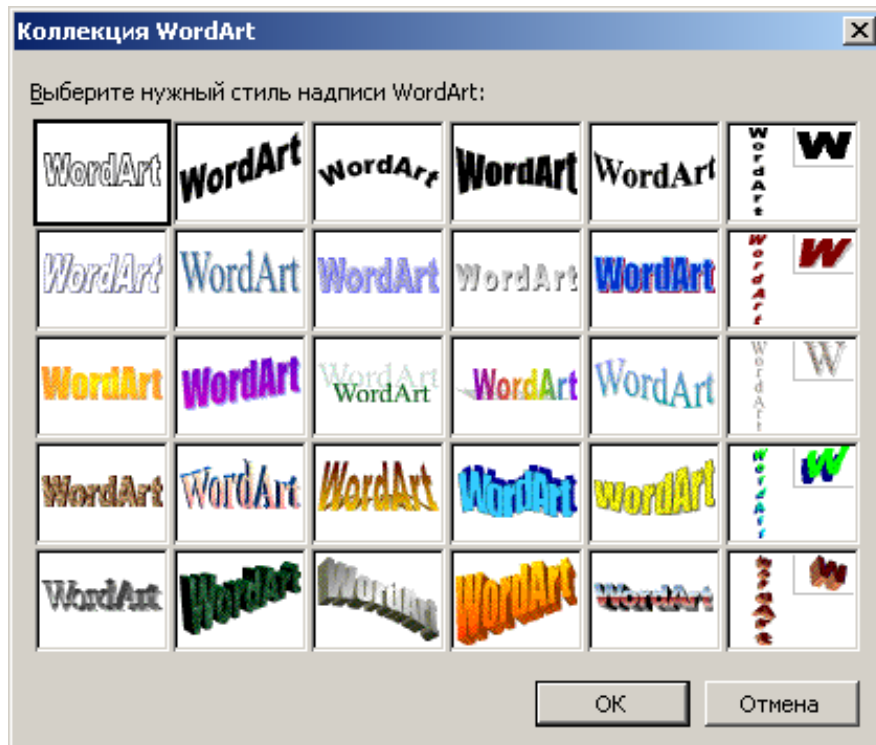 Коллекция WordArt
Выберите нужный стиль надписи WordArt:
WordArt WordArt WordArt WordArt WordArt WordArt W
WordArt WordArt WordArt WordArt WordArt WordArt W
WordArt WordArt WordArt WordArt WordArt WordArt WordArt W
WordArt WordArt WordArt WordArt WordArt WordArt W
WordArt WordArt WordArt WordArt WordArt WordArt W
ОК Отмена